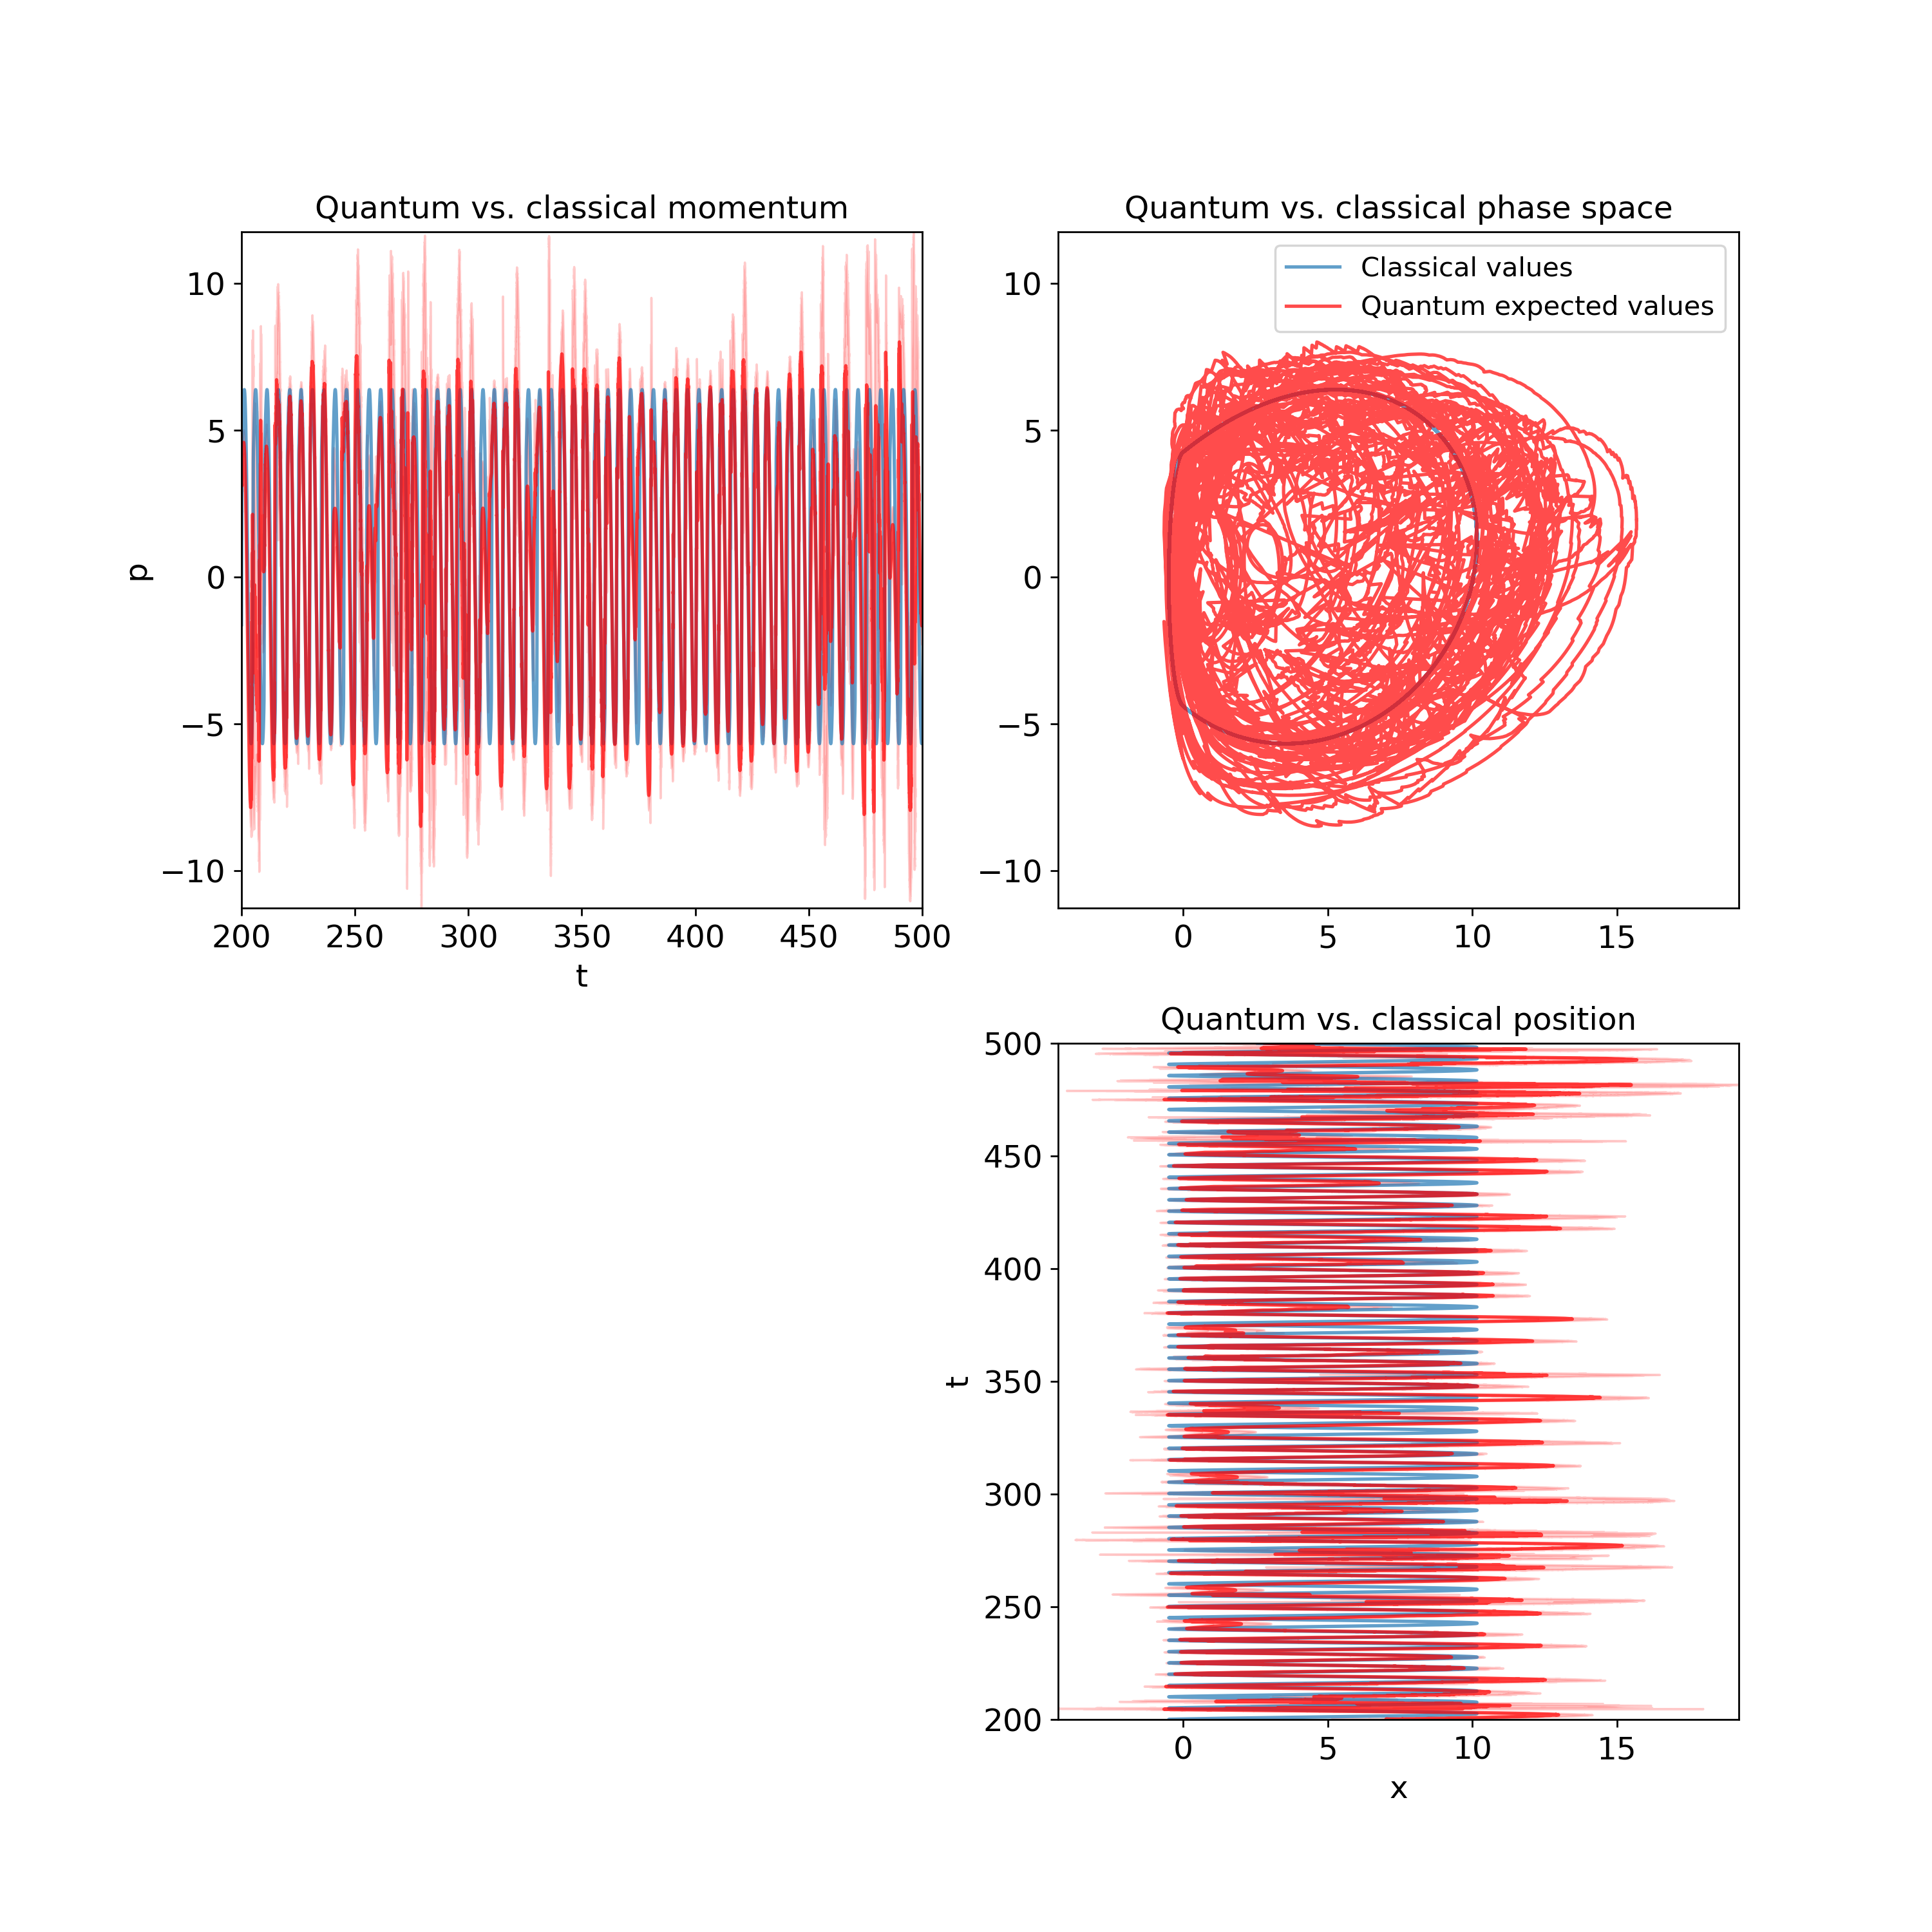 Quantum vs. classical momentum
10
5
0
−5
−10
p
200 250 300 350 400 450 500
t
Quantum vs. classical phase space
Classical values
Quantum expected values
10
5
0
−5
−10
0 5 10 15
Quantum vs. classical position
500
450
400
350
300
250
200
t
0 5 10 15
x